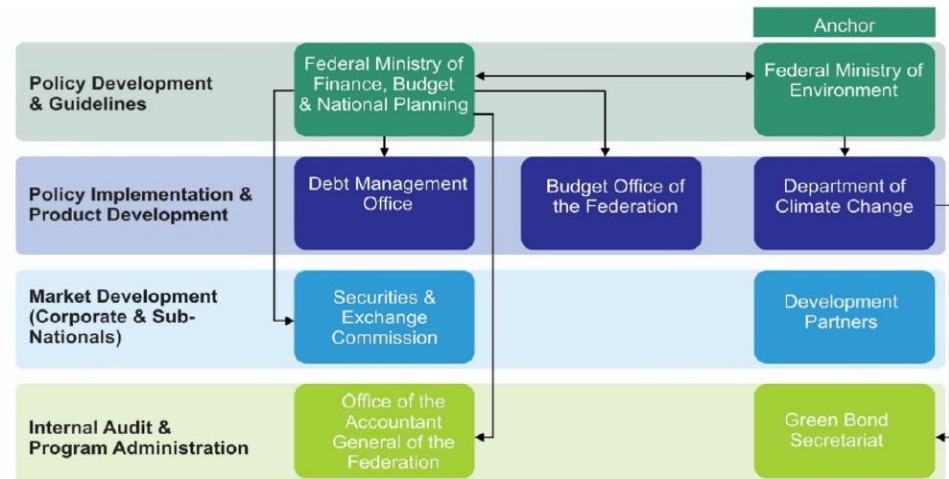 Anchor
Policy Development
& Guidelines
Federal Ministry of
Finance, Budget
& National Planning
Federal Ministry of
Environment
Policy Implementation &
Product Development
Debt Management
Office
Budget Office of
the Federation
Department of
Climate Change
Market Development
(Corporate & Sub-
Nationals)
Securities &
Exchange
Commission
Development
Partners
Internal Audit &
Program Administration
Office of the
Accountant
General of the
Federation
Green Bond
Secretariat